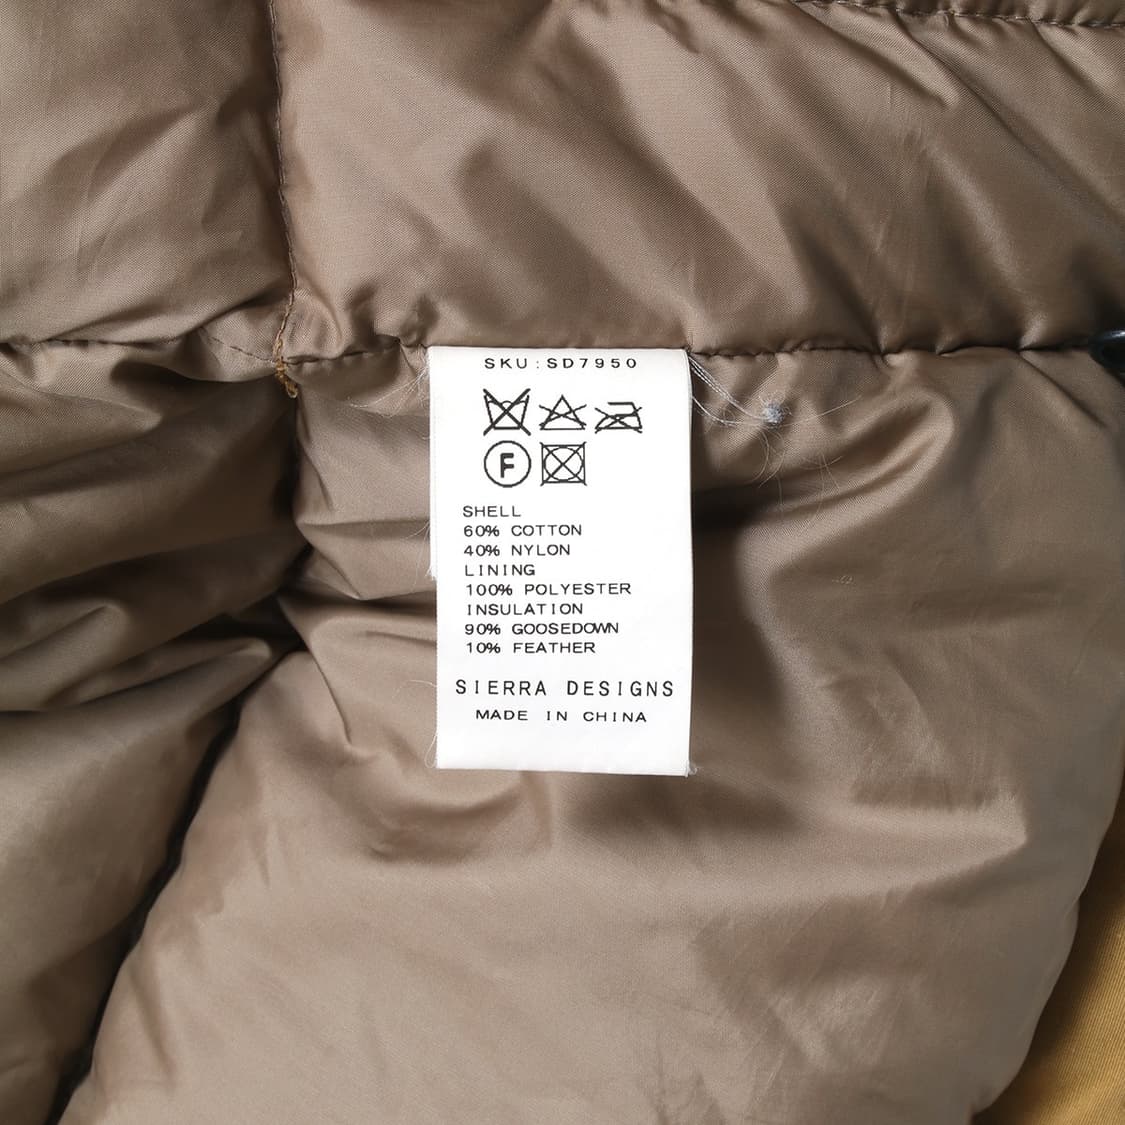 SKU:SD7950
F
SHELL
60% COTTON
40% NYLON
LINING
100% POLYESTER
INSULATION
90% GOOSEDOWN
10% FEATHER
SIERRA DESIGNS
MADE IN CHINA